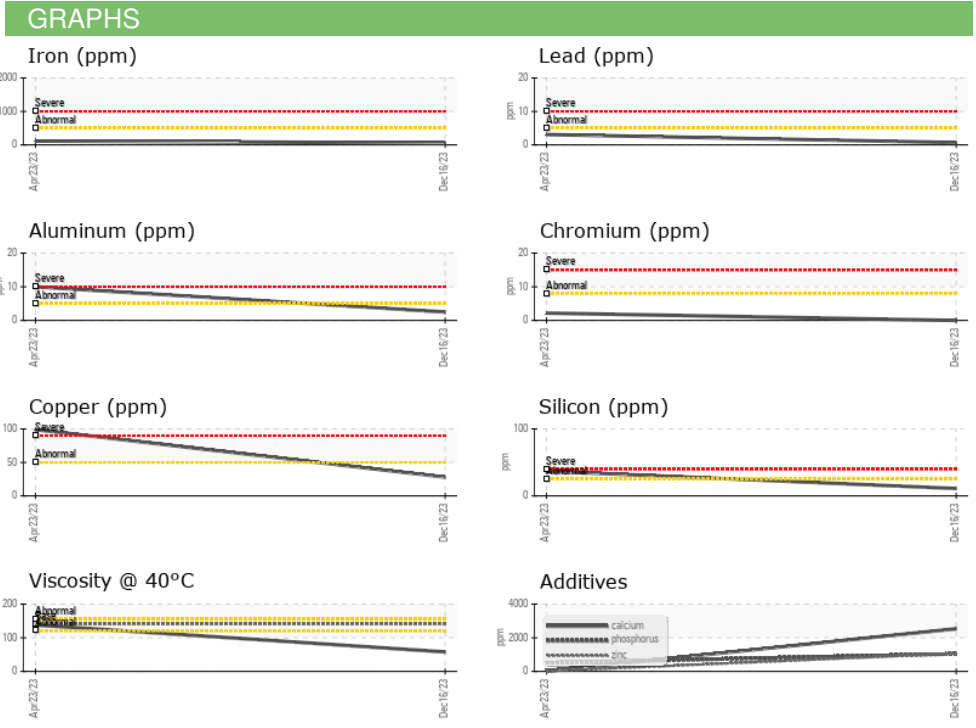 GRAPHS
Iron (ppm)
2000
1000
0
Severe
Abnormal
Apr23/23
Dec16/23
Lead (ppm)
ppm
20
10
0
Severe
Abnormal
Apr23/23
Dec16/23
Aluminum (ppm)
ppm
20
10
0
Severe
Abnormal
Apr23/23
Dec16/23
Chromium (ppm)
ppm
20
10
0
Severe
Abnormal
Apr23/23
Dec16/23
Copper (ppm)
100
50
0
Severe
Abnormal
Apr23/23
Dec16/23
Silicon (ppm)
ppm
100
0
Severe
Abnormal
Apr23/23
Dec16/23
Viscosity @ 40°C
200
100
0
Abnormal
Abnormal
Apr23/23
Dec16/23
Additives
ppm
4000
2000
0
calcium
phosphorus
zinc
Apr23/23
Dec16/23